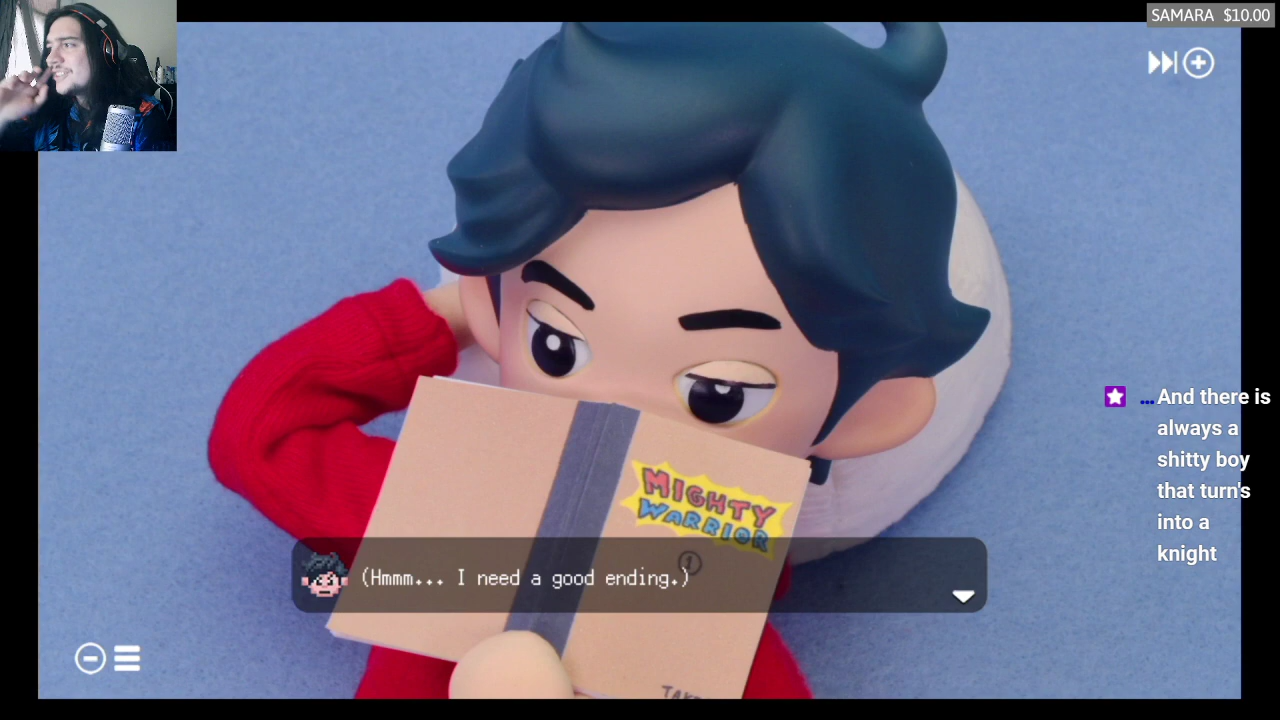 SAMARA $10.00
MIGHTY
WARRIOR
1
(Hmmm... I need a good ending.)
... And there is
always a
shitty boy
that turn's
into a
knight